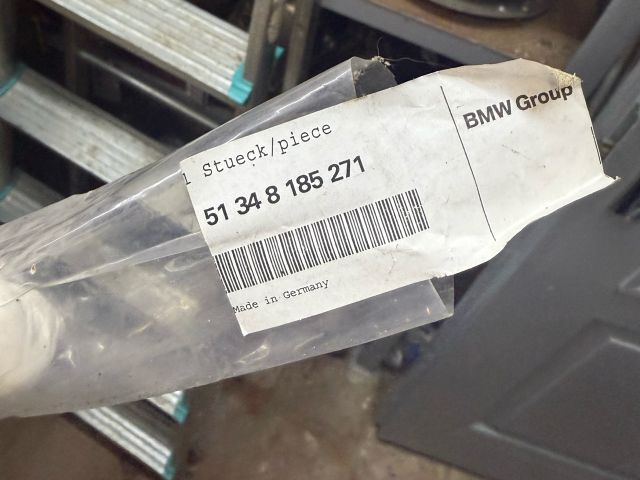 1 Stueck/piece
51 34 8 185 271
Made in Germany
BMW Group